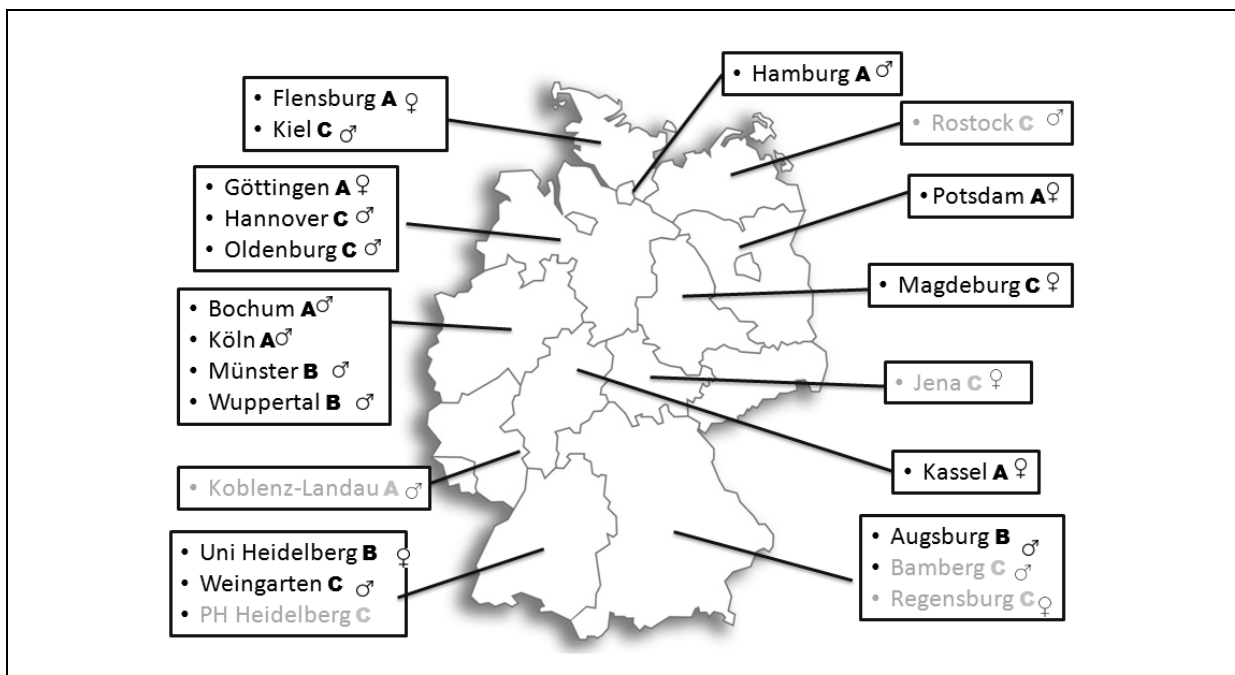 • Flensburg A ♀
• Kiel C ♂
• Göttingen A ♀
• Hannover C ♂
• Oldenburg C ♂
• Bochum A ♂
• Köln A ♂
• Münster B ♂
• Wuppertal B ♂
• Koblenz-Landau A ♂
• Uni Heidelberg B ♀
• Weingarten C ♂
• PH Heidelberg C
• Hamburg A ♂
• Rostock C ♂
• Potsdam A ♀
• Magdeburg C ♀
• Jena C ♀
• Kassel A ♀
• Augsburg B ♂
• Bamberg C ♂
• Regensburg C ♀